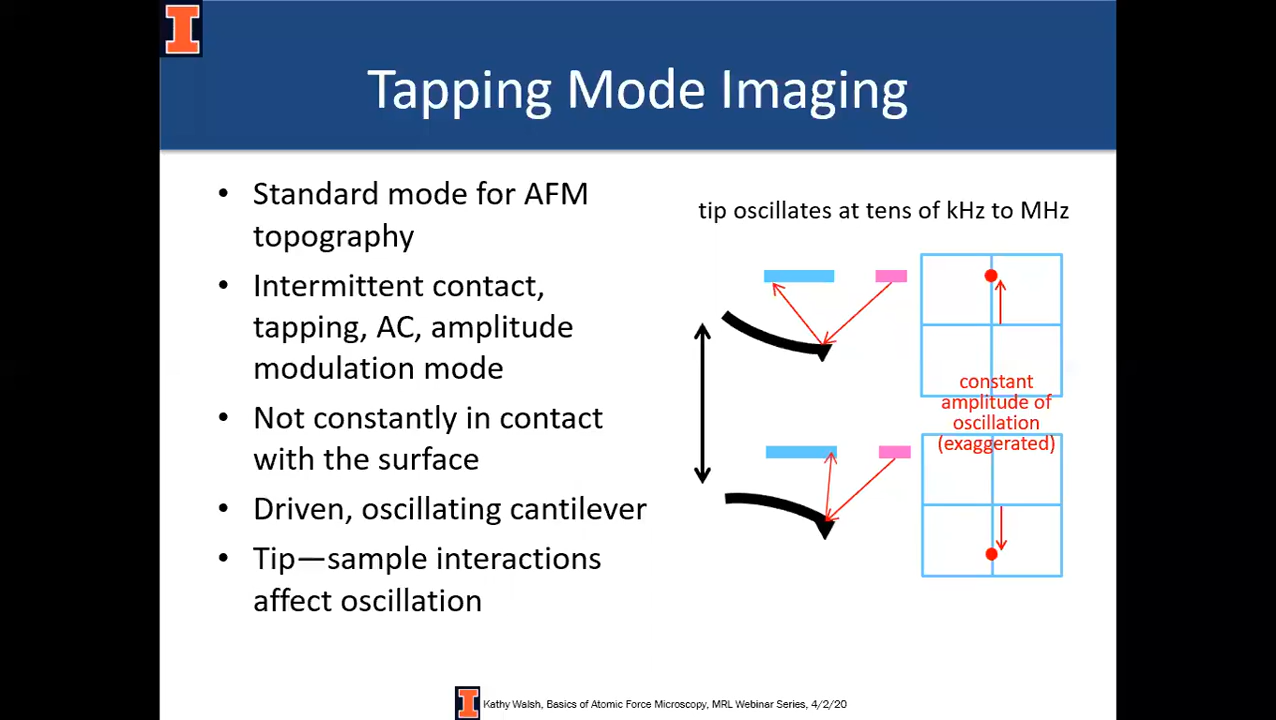 Tapping Mode Imaging
• Standard mode for AFM
topography
• Intermittent contact,
tapping, AC, amplitude
modulation mode
• Not constantly in contact
with the surface
• Driven, oscillating cantilever
• Tip—sample interactions
affect oscillation
tip oscillates at tens of kHz to MHz
constant
amplitude of
oscillation
(exaggerated)
Kathy Walsh, Basics of Atomic Force Microscopy, MRL Webinar Series, 4/2/20